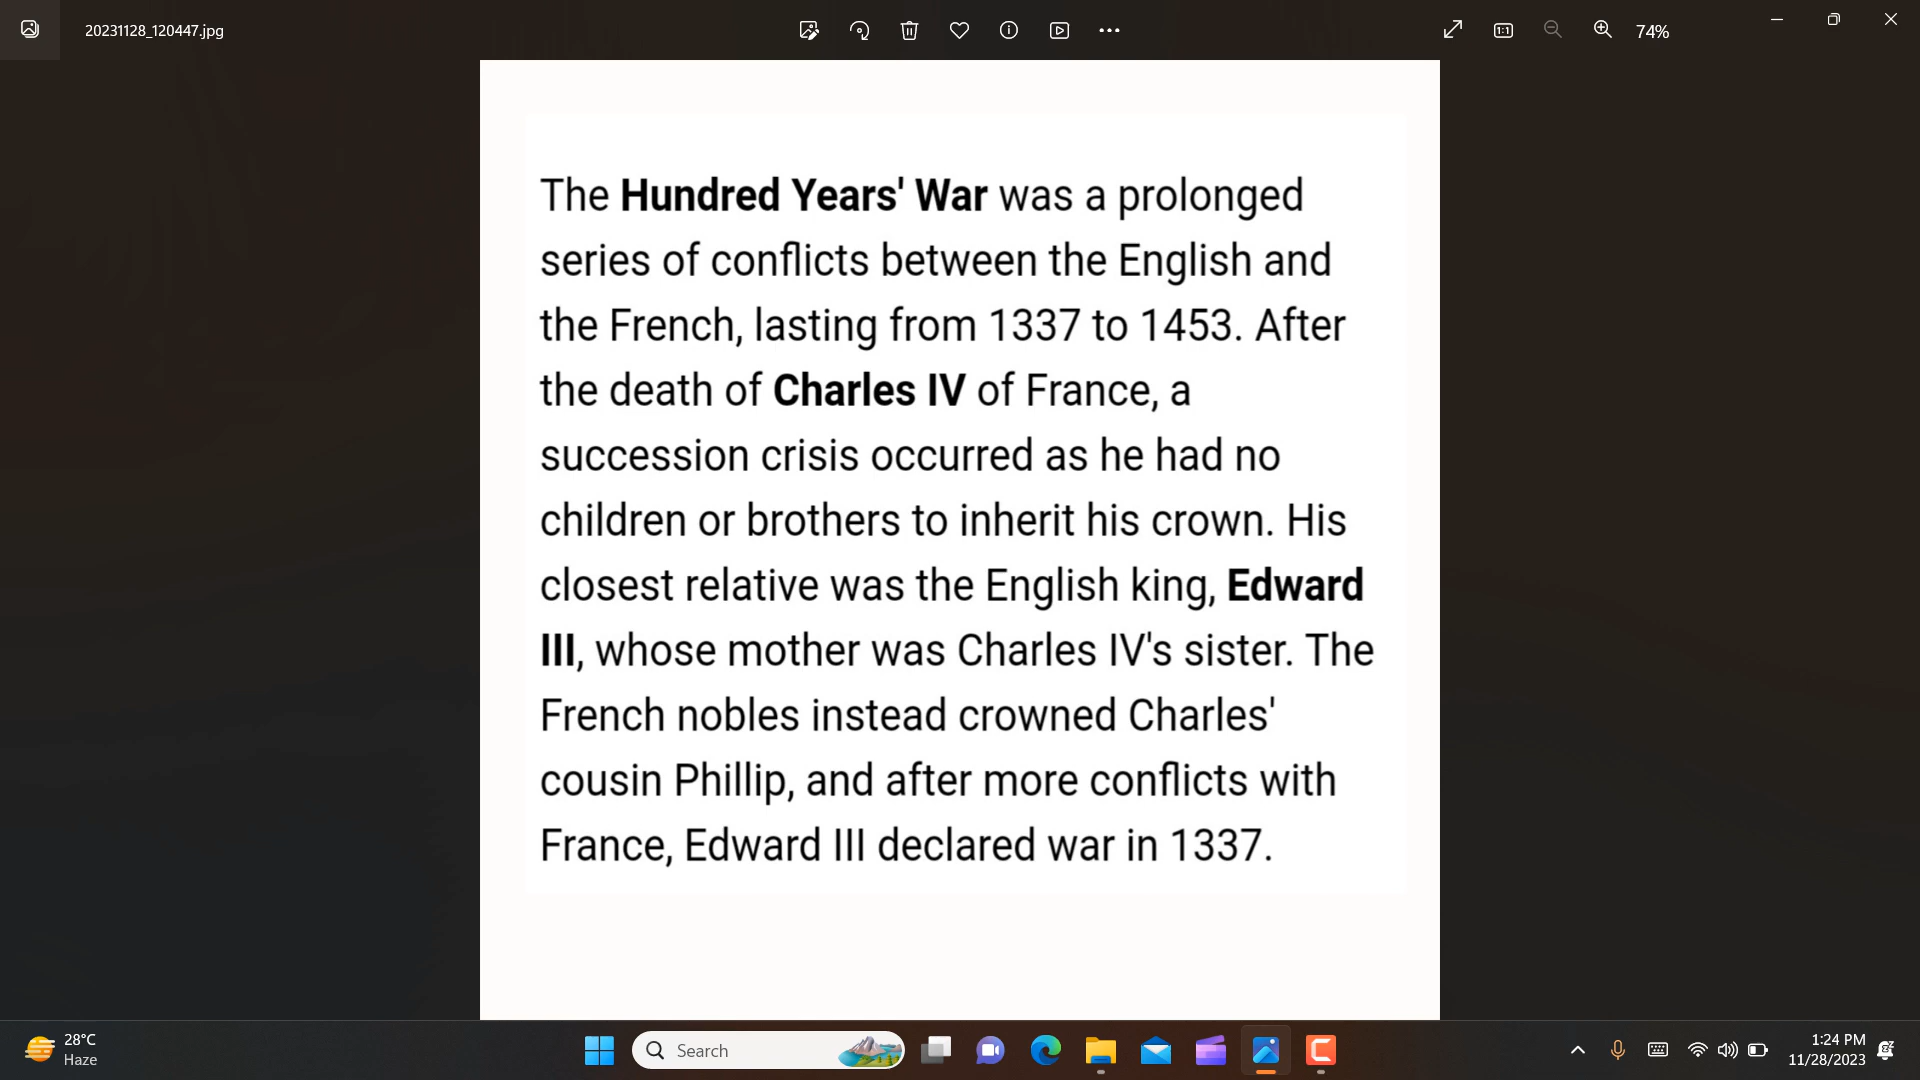 20231128_120447.jpg
74%
The Hundred Years' War was a prolonged
series of conflicts between the English and
the French, lasting from 1337 to 1453. After
the death of Charles IV of France, a
succession crisis occurred as he had no
children or brothers to inherit his crown. His
closest relative was the English king, Edward
III, whose mother was Charles IV's sister. The
French nobles instead crowned Charles'
cousin Phillip, and after more conflicts with
France, Edward III declared war in 1337.
28°C
Haze
Search
1:24 PM
11/28/2023